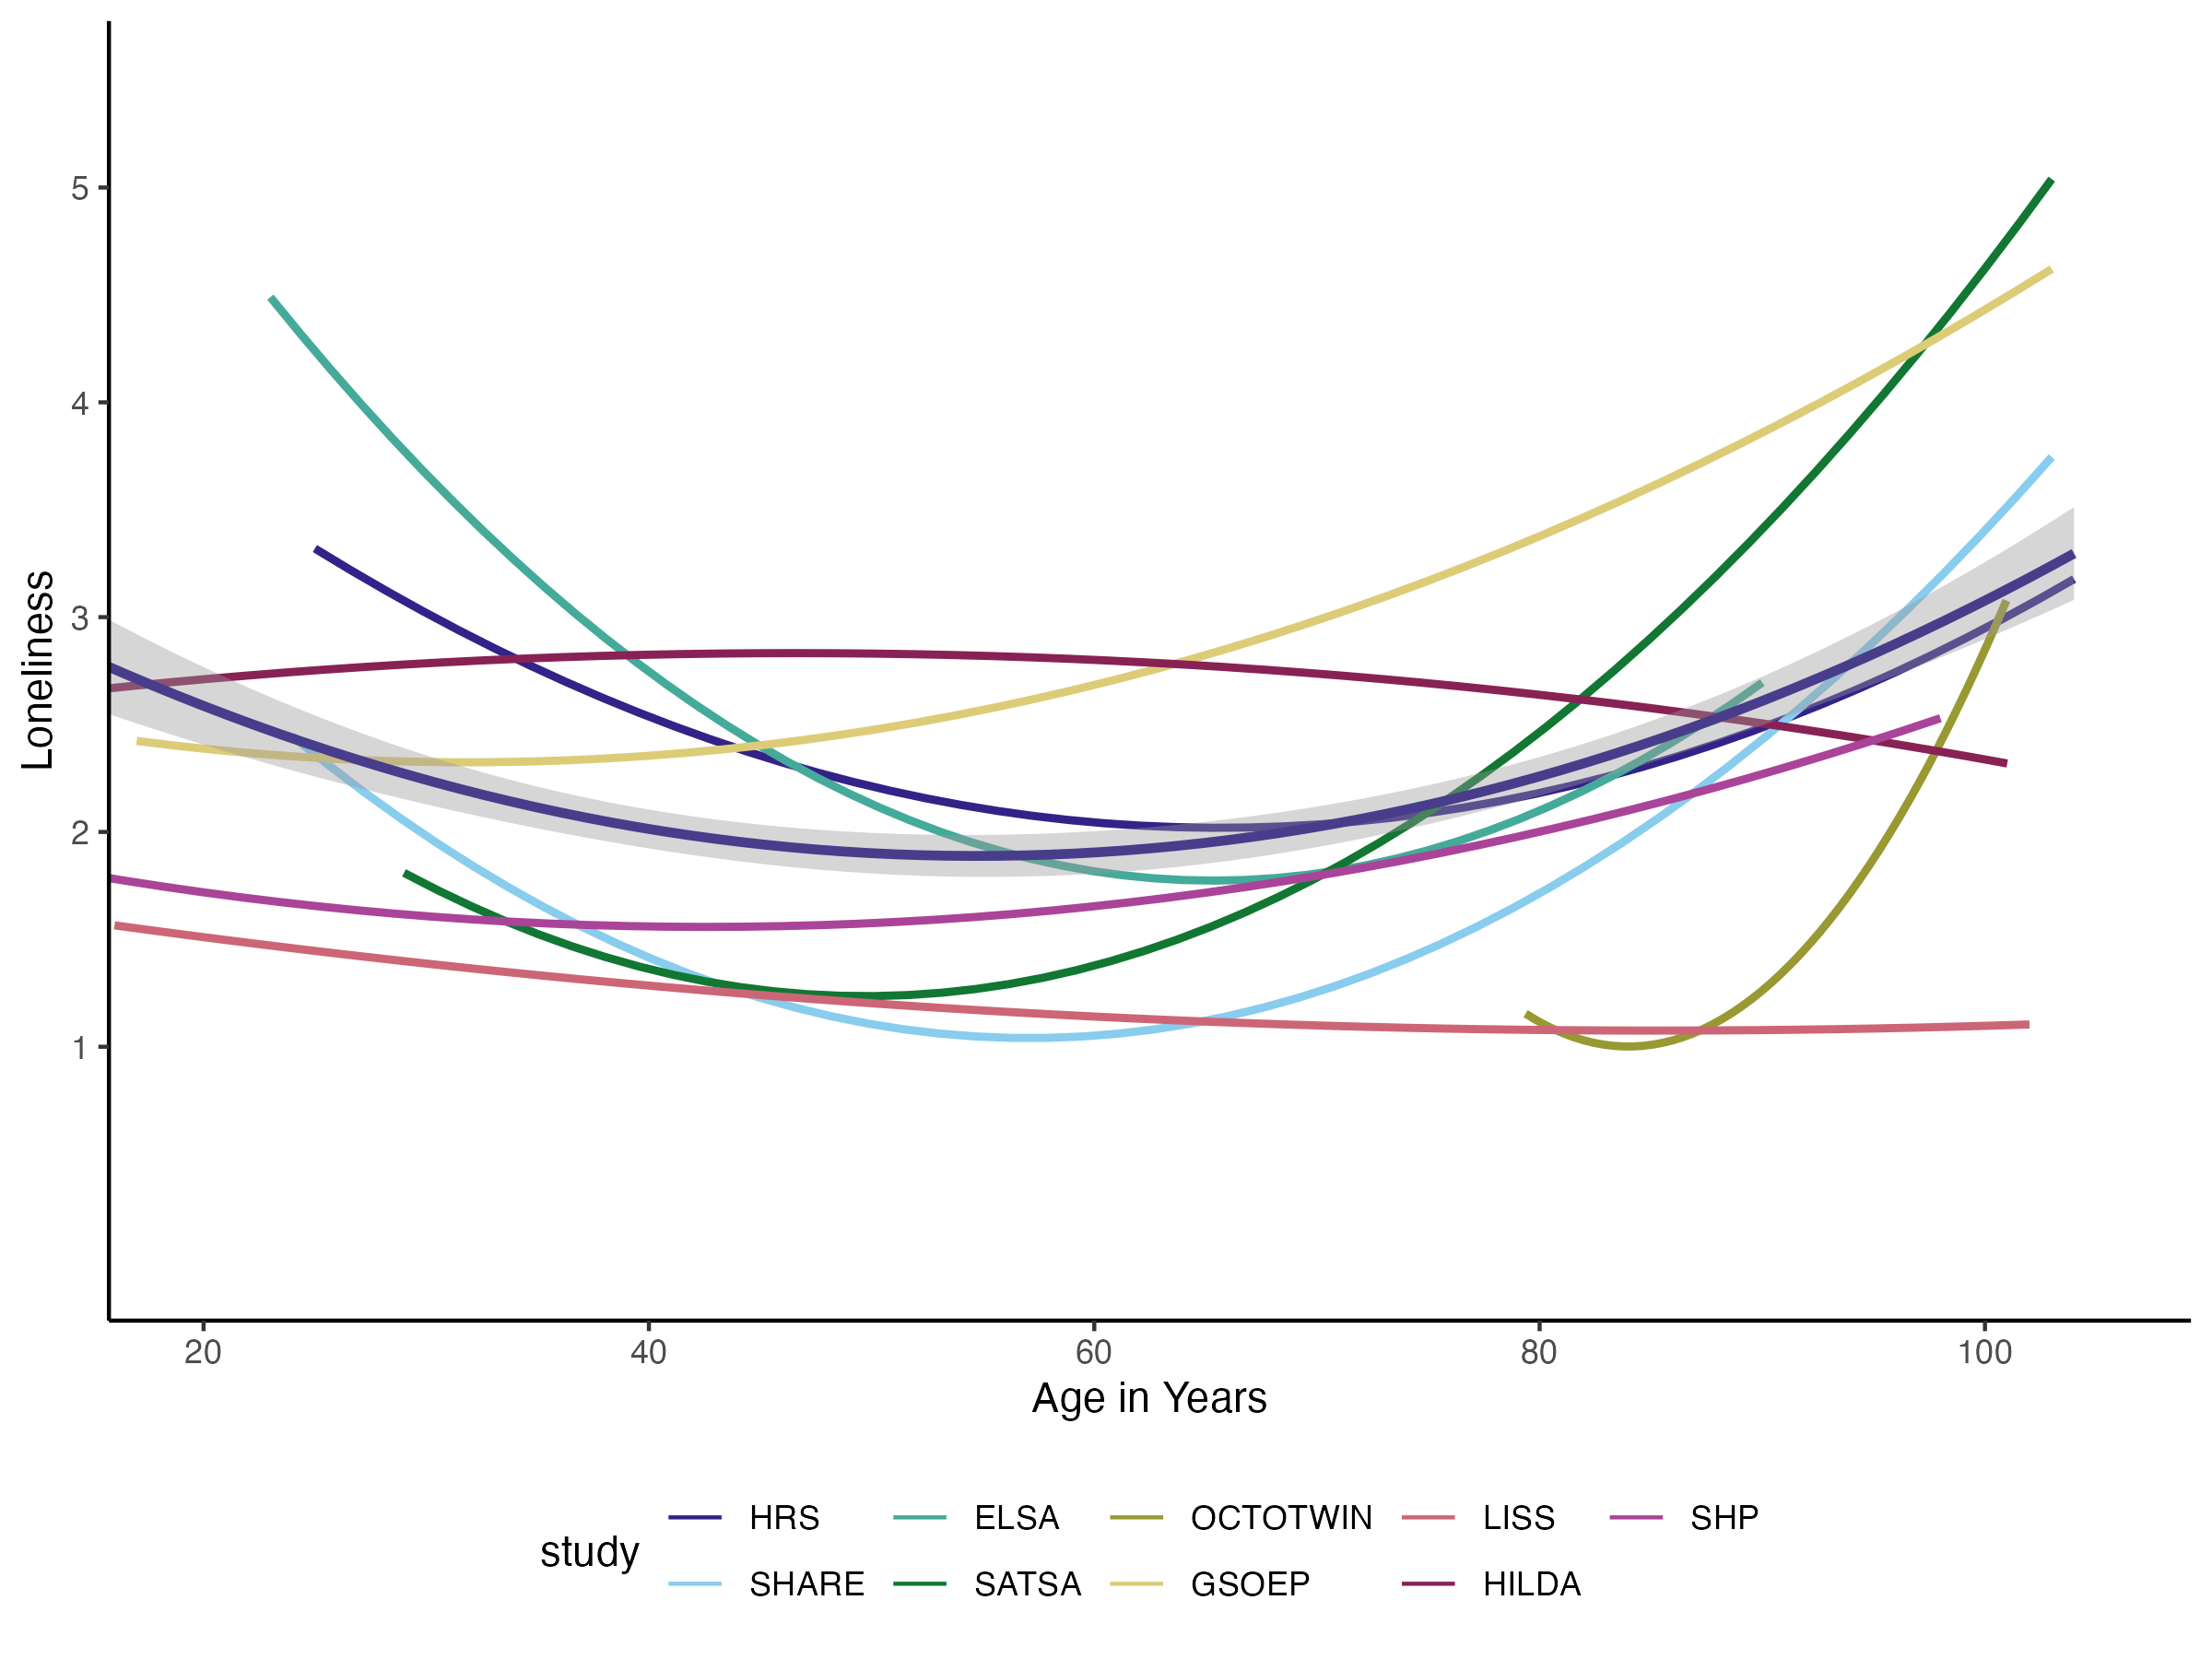 Loneliness
5
4
3
2
1
20 40 60 80 100
Age in Years
study
HRS ELSA OCTOTWIN LISS SHP
SHARE SATSA GSOEP HILDA